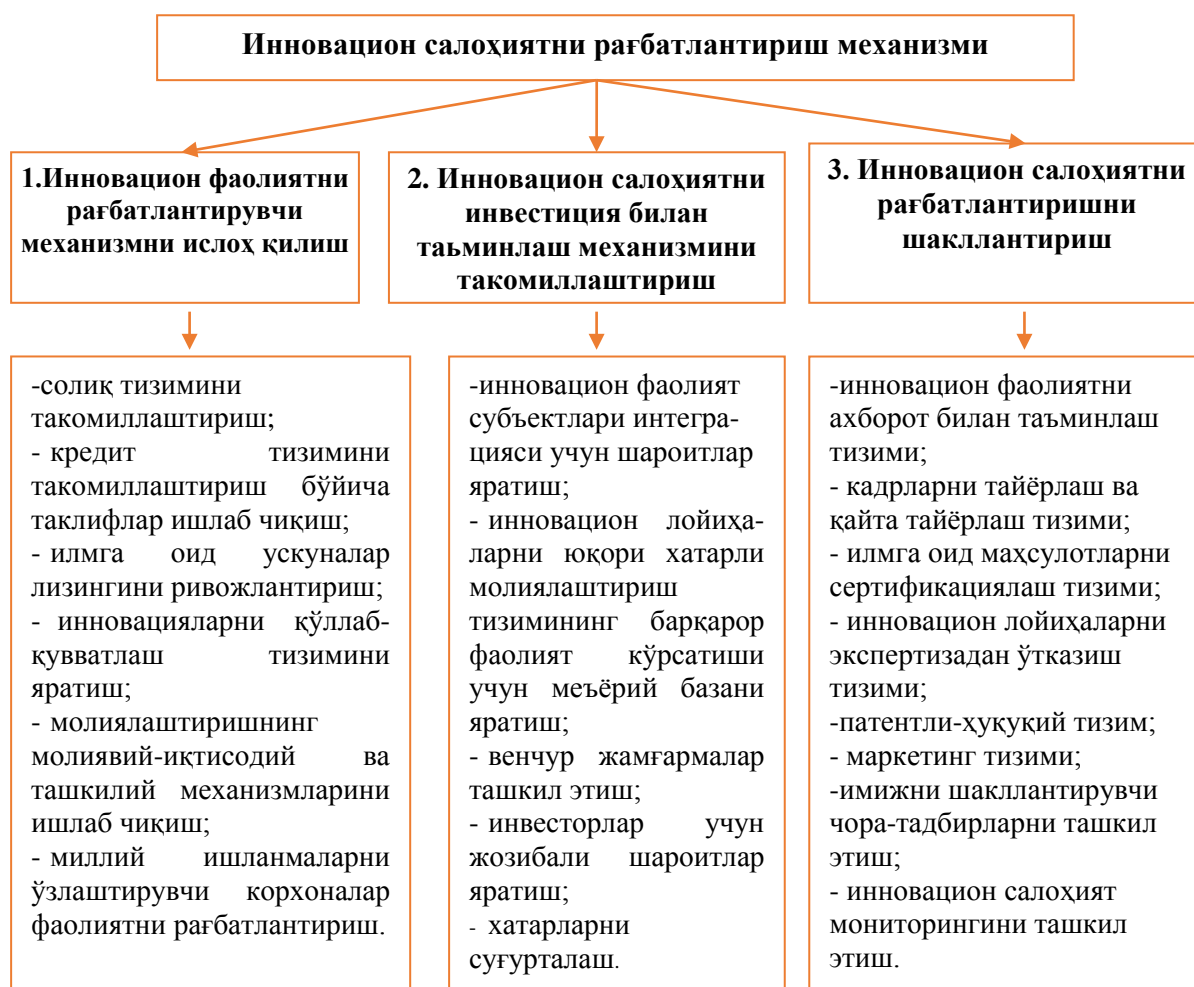 Инновацион салоҳиятни рағбатлантириш механизми
1.Инновацион фаолиятни
рағбатлантирувчи
механизмни ислоҳ қилиш
2. Инновацион салоҳиятни
инвестиция билан
таьминлаш механизмини
такомиллаштириш
3. Инновацион салоҳиятни
рағбатлантиришни
шакллантириш
-солиқ тизимини
такомиллаштириш;
- кредит тизимини
такомиллаштириш бўйича
таклифлар ишлаб чиқиш;
- илмга оид ускуналар
лизингини ривожлантириш;
- инновацияларни қўллаб-
қувватлаш тизимини
яратиш;
- молиялаштиришнинг
молиявий-иқтисодий ва
ташкилий механизмларини
ишлаб чиқиш;
- миллий ишланмаларни
ўзлаштирувчи корхоналар
фаолиятни рағбатлантириш.
-инновацион фаолият
субъектлари интегра-
цияси учун шароитлар
яратиш;
- инновацион лойиҳа-
ларни юқори хатарли
молиялаштириш
тизимининг барқарор
фаолият кўрсатиши
учун меъёрий базани
яратиш;
- венчур жамғармалар
ташкил этиш;
- инвесторлар учун
жозибали шароитлар
яратиш;
- хатарларни
суғурталаш.
-инновацион фаолиятни
ахборот билан таъминлаш
тизими;
- кадрларни тайёрлаш ва
қайта тайёрлаш тизими;
- илмга оид маҳсулотларни
сертификациялаш тизими;
- инновацион лойиҳаларни
экспертизадан ўтказиш
тизими;
-патентли-ҳуқуқий тизим;
- маркетинг тизими;
-имижни шакллантирувчи
чора-тадбирларни ташкил
этиш;
- инновацион салоҳият
мониторингини ташкил
этиш.